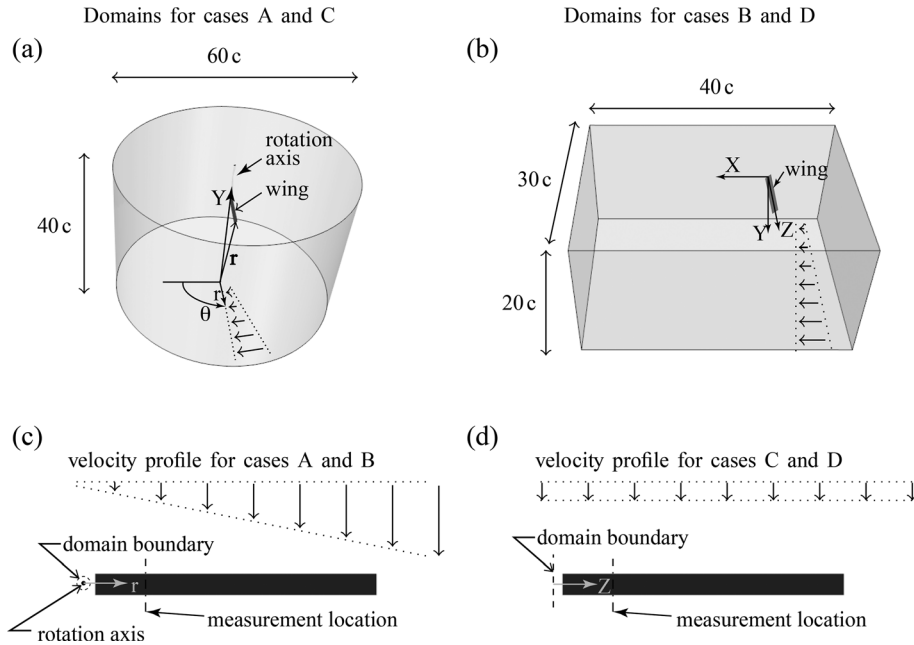 Domains for cases A and C
(a)
60 c
rotation
axis
Y
wing
40 c
r
r
θ
Domains for cases B and D
(b)
40 c
30 c
X
wing
Y
Z
20 c
(c)
velocity profile for cases A and B
domain boundary
r
rotation axis
measurement location
(d)
velocity profile for cases C and D
domain boundary
Z
measurement location